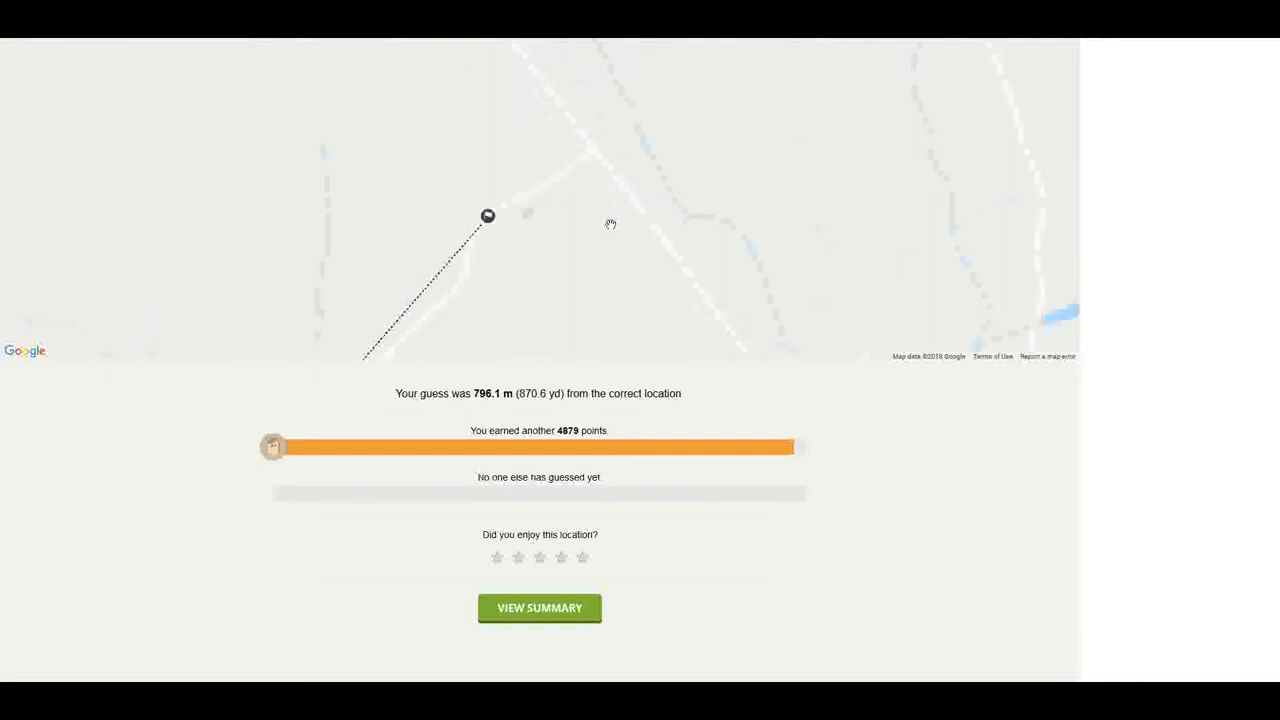 Google
Map data ©2018 Google Terms of Use Report a map error
Your guess was 796.1 m (870.6 yd) from the correct location
You earned another 4879 points
No one else has guessed yet.
Did you enjoy this location?
VIEW SUMMARY